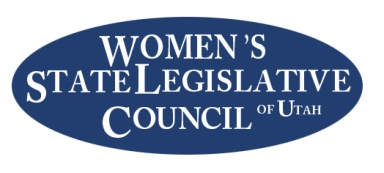 WOMEN'S
STATE LEGISLATIVE
COUNCIL OF UTAH